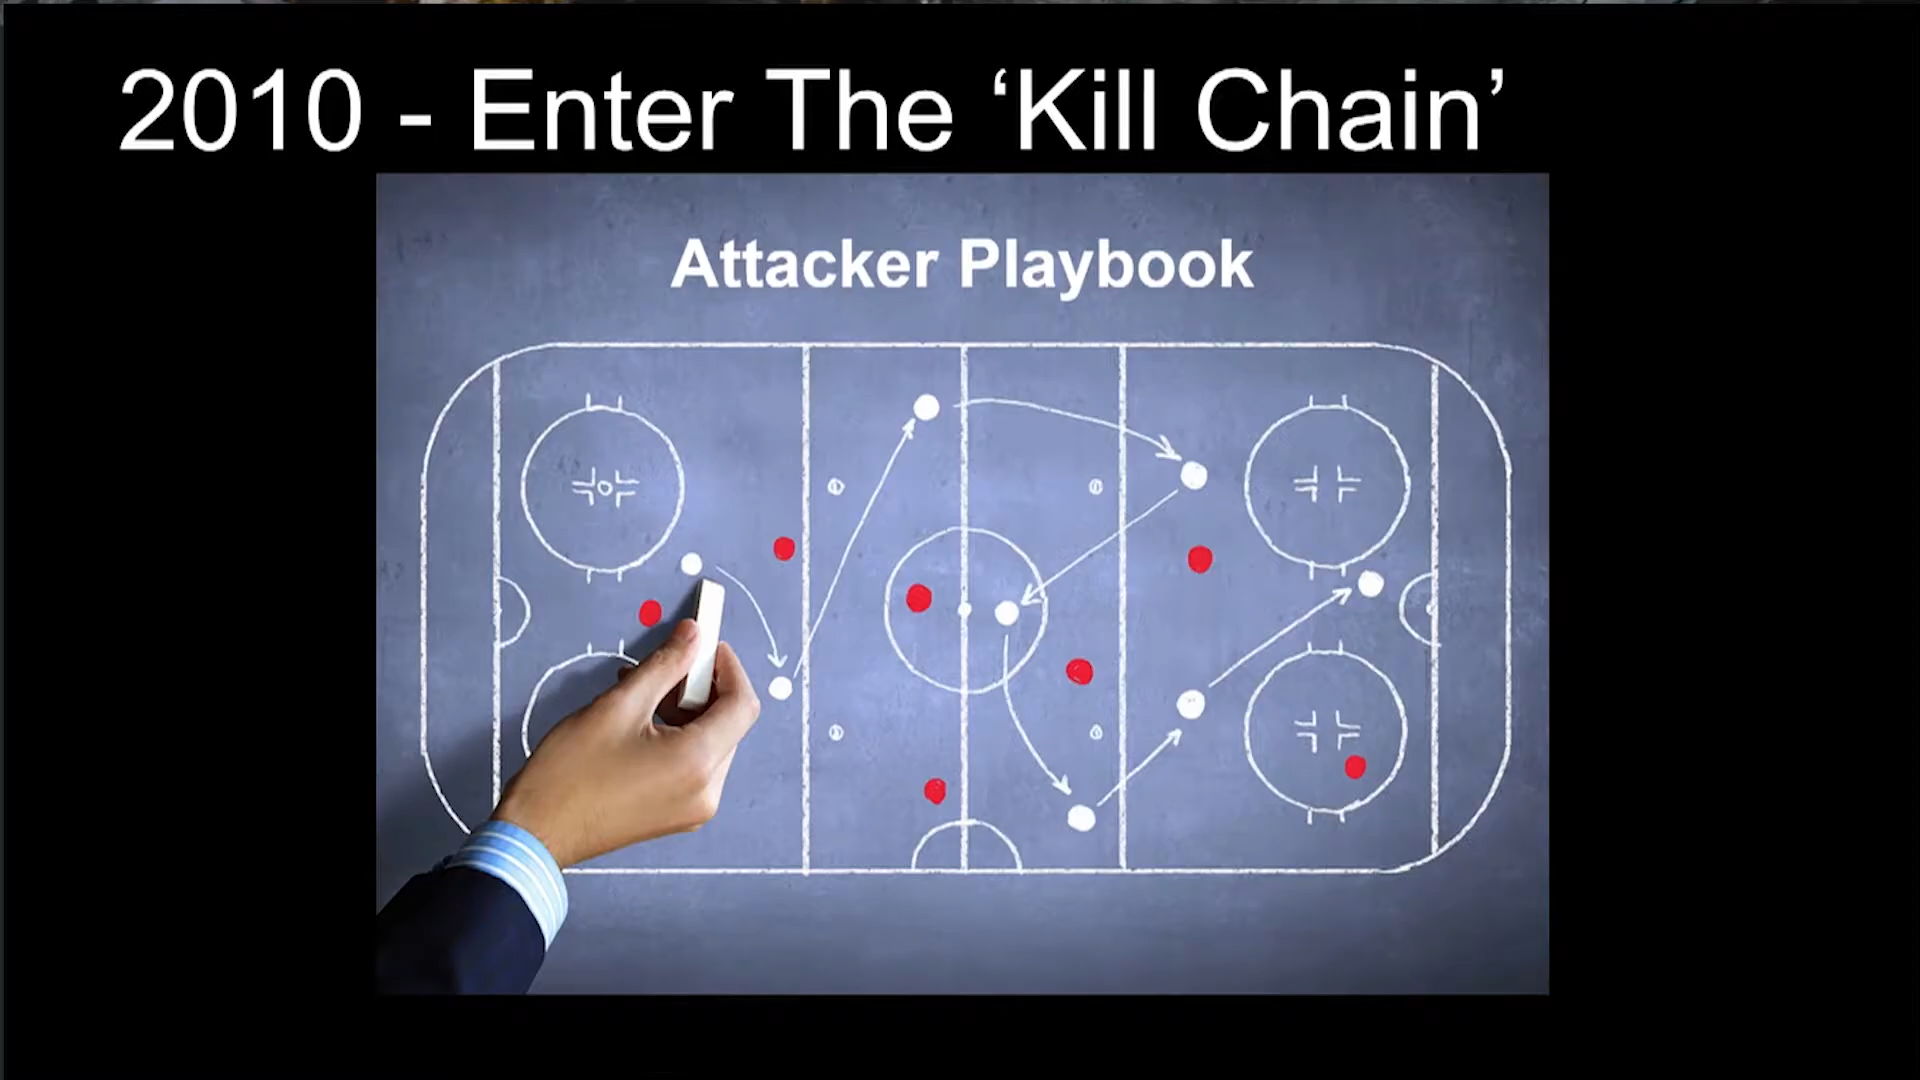 2010 - Enter The ‘Kill Chain’
Attacker Playbook